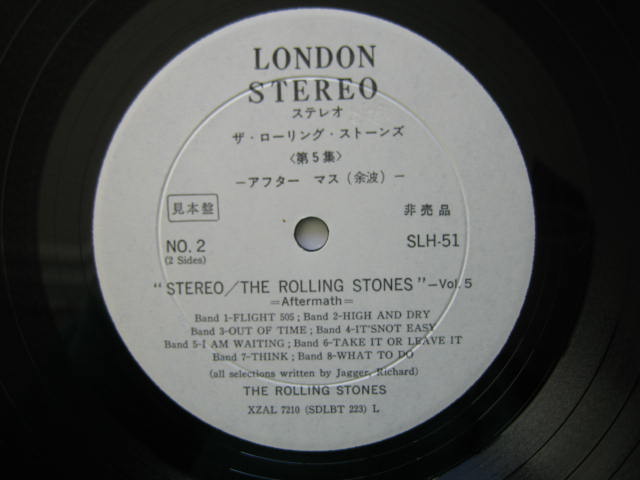 LONDON
STEREO
ステレオ
ザ・ローリング・ストーンズ
〈第5集〉
—アフター マス(余波)—
見本盤 非売品
NO. 2 SLH-51
(2 Sides)
“STEREO/THE ROLLING STONES”—Vol. 5
=Aftermath=
Band 1-FLIGHT 505 ; Band 2-HIGH AND DRY
Band 3-OUT OF TIME ; Band 4-IT'SNOT EASY
Band 5-I AM WAITING ; Band 6-TAKE IT OR LEAVE IT
Band 7-THINK ; Band 8-WHAT TO DO
(all selections written by Jagger, Richard)
THE ROLLING STONES
XZAL 7210 (SDLBT 223) L